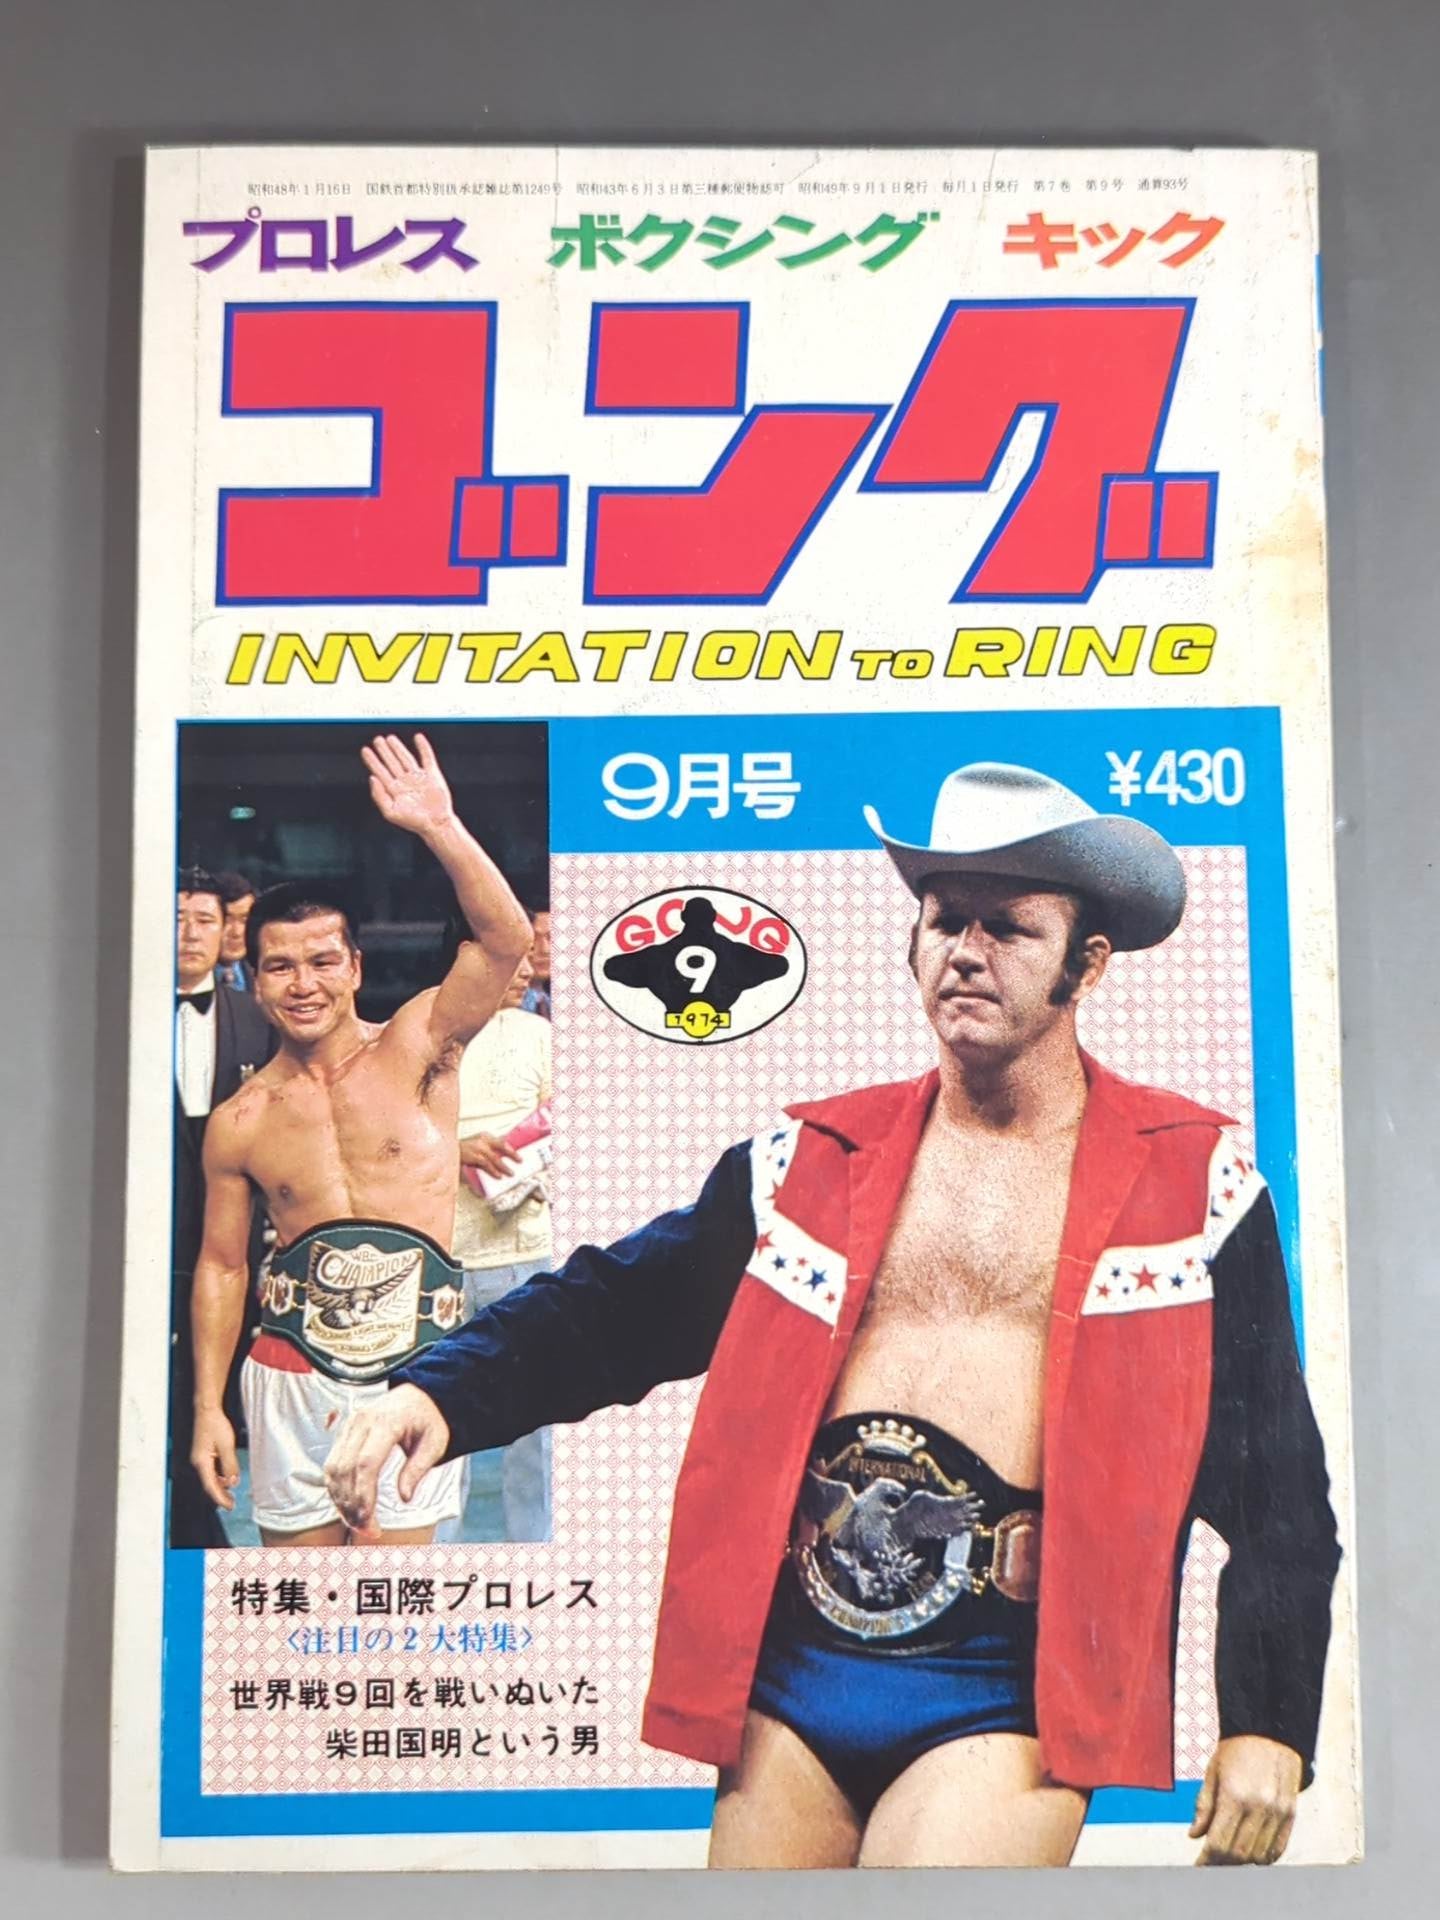 昭和48年1月16日 国鉄首都特別扱承認雑誌第1249号 昭和43年6月3日第三種郵便物認可 昭和49年9月1日発行 毎月1日発行 第7巻 第9号 通算93号
プロレス ボクシング キック
ゴング
INVITATION TO RING
9月号 ¥430
GONG
9
1974
WBC
CHAMPION
INTERNATIONAL
特集・国際プロレス
〈注目の2大特集〉
世界戦9回を戦いぬいた
柴田国明という男